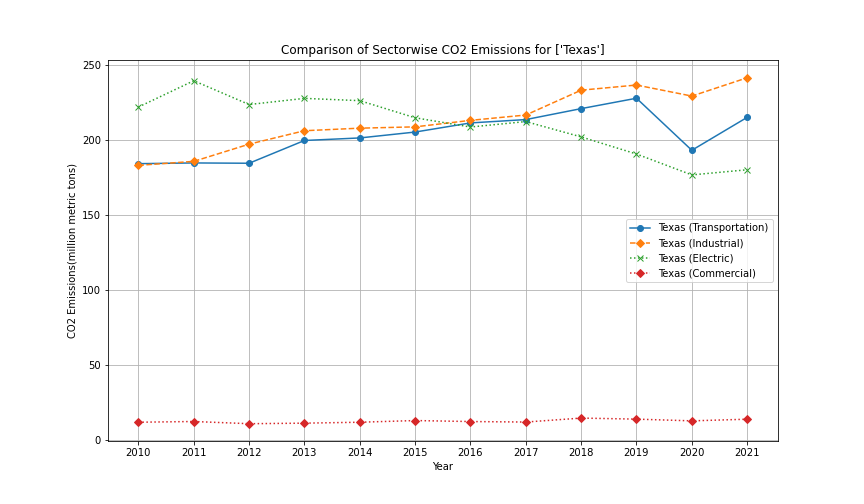 Comparison of Sectorwise CO2 Emissions for ['Texas']
CO2 Emissions(million metric tons)
250
200
150
100
50
0
Texas (Transportation)
Texas (Industrial)
Texas (Electric)
Texas (Commercial)
2010 2011 2012 2013 2014 2015 2016 2017 2018 2019 2020 2021
Year